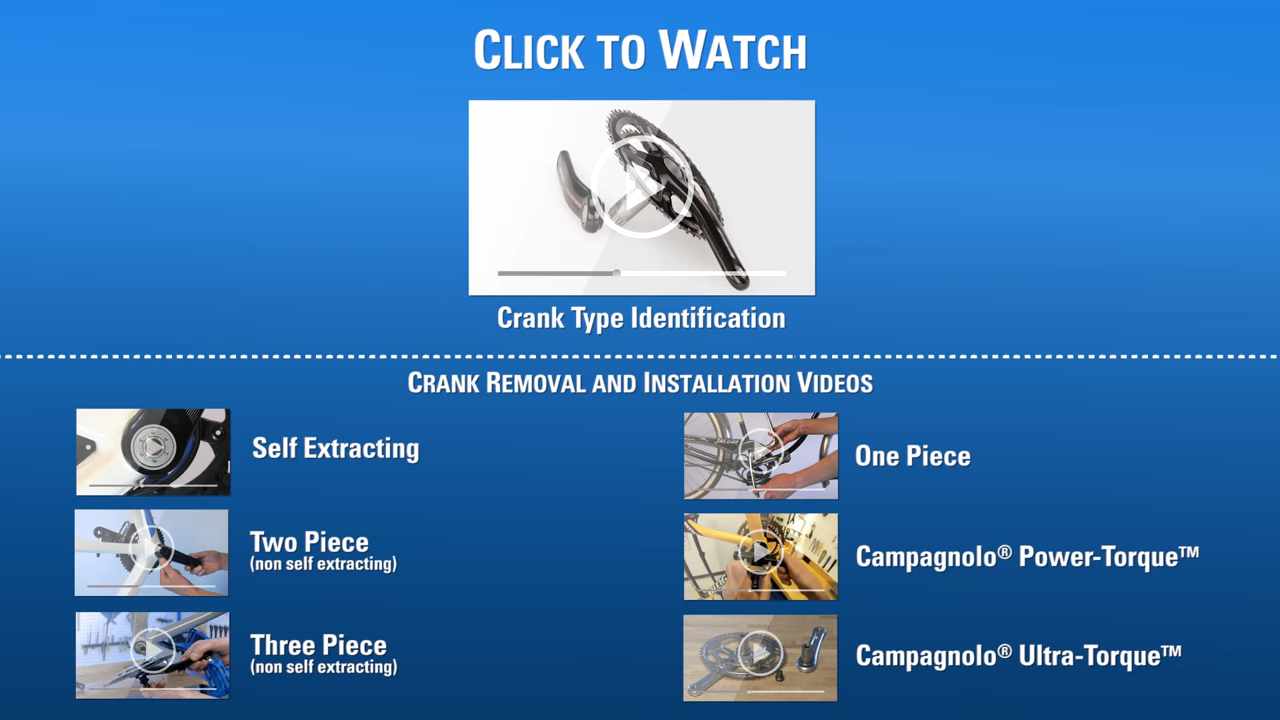 CLICK TO WATCH
Crank Type Identification
CRANK REMOVAL AND INSTALLATION VIDEOS
Self Extracting
Two Piece
(non self extracting)
Three Piece
(non self extracting)
JAGUAR
One Piece
Campagnolo® Power-Torque™
Campagnolo® Ultra-Torque™